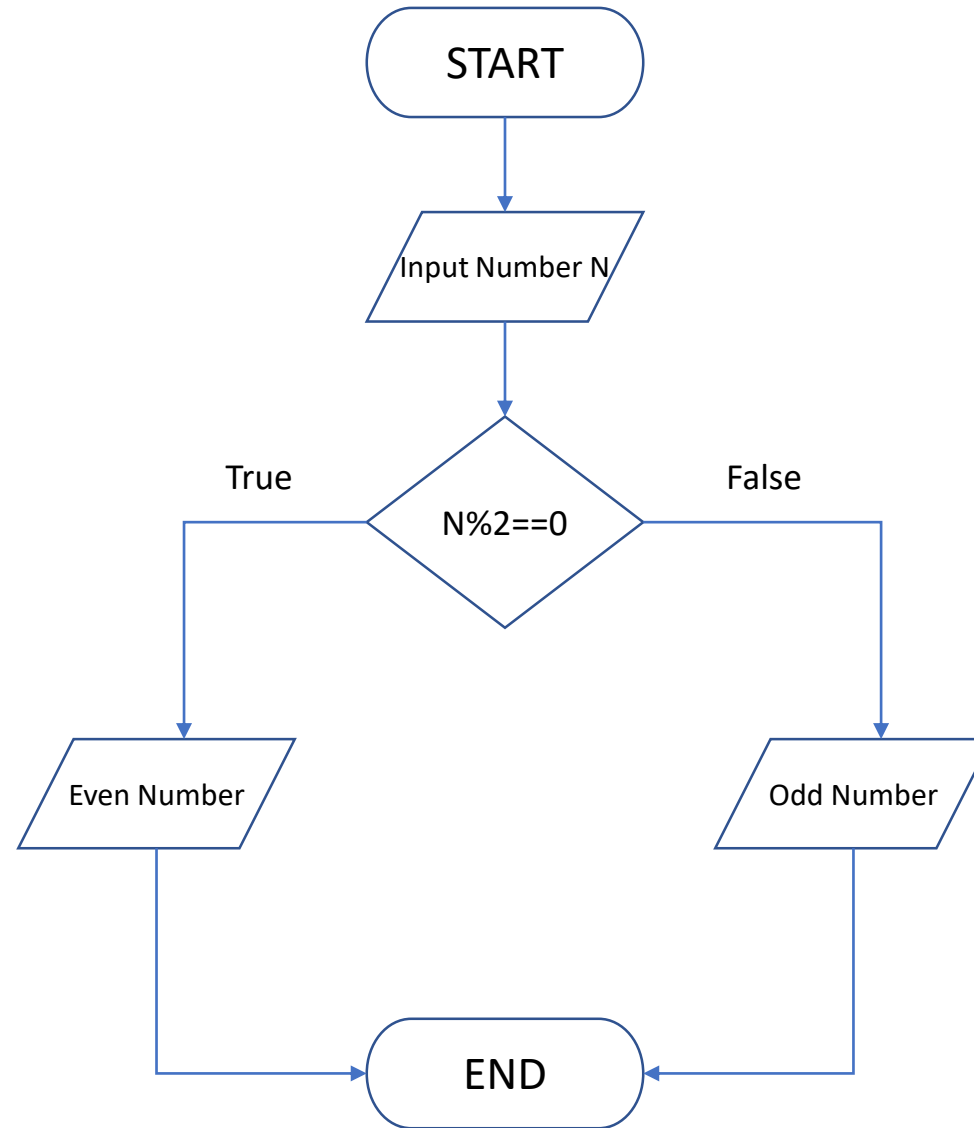 START
Input Number N
True
False
N%2==0
Even Number
Odd Number
END